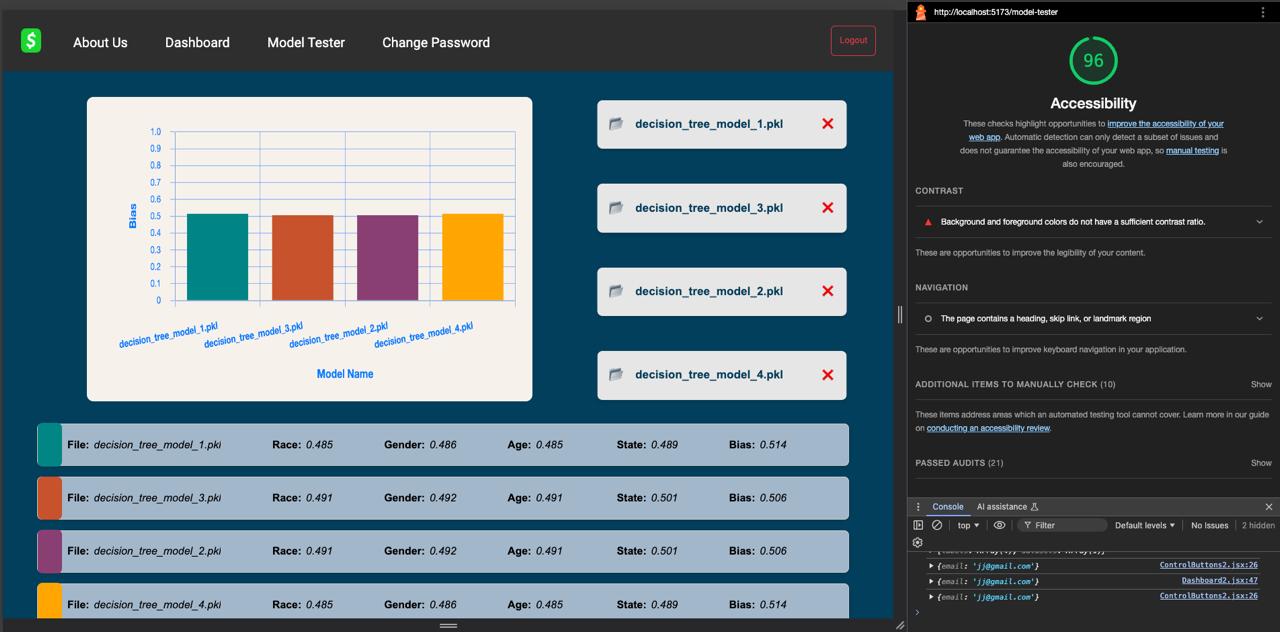 $ About Us Dashboard Model Tester Change Password Logout
1.0
0.9
0.8
0.7
0.6
0.5
0.4
0.3
0.2
0.1
0
Bias
decision_tree_model_1.pkl
decision_tree_model_3.pkl
decision_tree_model_2.pkl
decision_tree_model_4.pkl
Model Name
decision_tree_model_1.pkl ×
decision_tree_model_3.pkl ×
decision_tree_model_2.pkl ×
decision_tree_model_4.pkl ×
File: decision_tree_model_1.pkl Race: 0.485 Gender: 0.486 Age: 0.485 State: 0.489 Bias: 0.514
File: decision_tree_model_3.pkl Race: 0.491 Gender: 0.492 Age: 0.491 State: 0.501 Bias: 0.506
File: decision_tree_model_2.pkl Race: 0.491 Gender: 0.492 Age: 0.491 State: 0.501 Bias: 0.506
File: decision_tree_model_4.pkl Race: 0.485 Gender: 0.486 Age: 0.485 State: 0.489 Bias: 0.514
http://localhost:5173/model-tester
96
Accessibility
These checks highlight opportunities to improve the accessibility of your
web app. Automatic detection can only detect a subset of issues and
does not guarantee the accessibility of your web app, so manual testing is
also encouraged.
CONTRAST
Background and foreground colors do not have a sufficient contrast ratio.
These are opportunities to improve the legibility of your content.
NAVIGATION
The page contains a heading, skip link, or landmark region
These are opportunities to improve keyboard navigation in your application.
ADDITIONAL ITEMS TO MANUALLY CHECK (10) Show
These items address areas which an automated testing tool cannot cover. Learn more in our guide
on conducting an accessibility review.
PASSED AUDITS (21) Show
Console AI assistance
top Filter Default levels No Issues 2 hidden
{email: 'jj@gmail.com'} ControlButtons2.jsx:26
{email: 'jj@gmail.com'} Dashboard2.jsx:47
{email: 'jj@gmail.com'} ControlButtons2.jsx:26